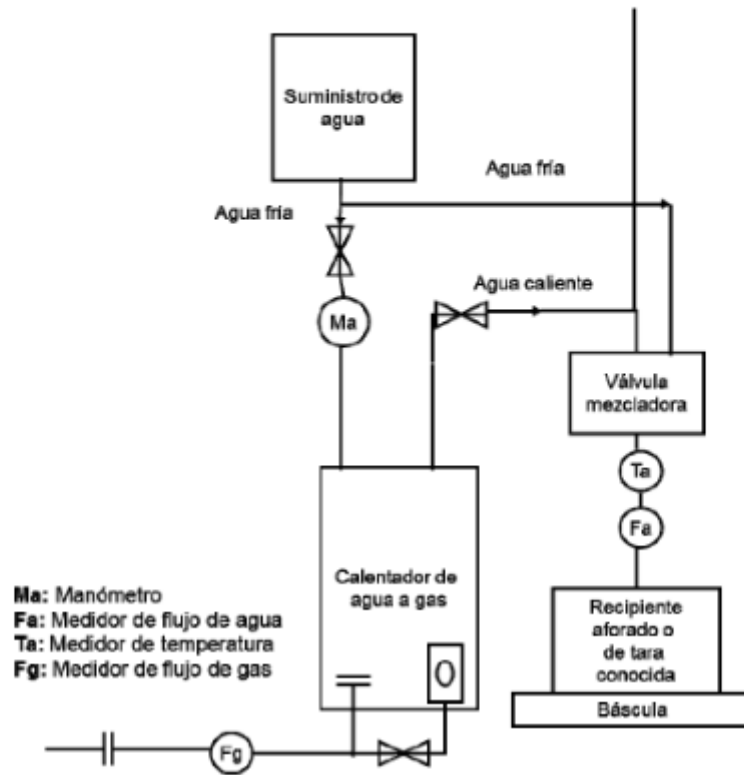 Suministro de
agua
Agua fría
Agua fría
Agua caliente
Ma
Válvula
mezcladora
Ta
Fa
Calentador de
agua a gas
Ma: Manómetro
Fa: Medidor de flujo de agua
Ta: Medidor de temperatura
Fg: Medidor de flujo de gas
Recipiente
aforado o
de tara
conocida
Báscula
Fg